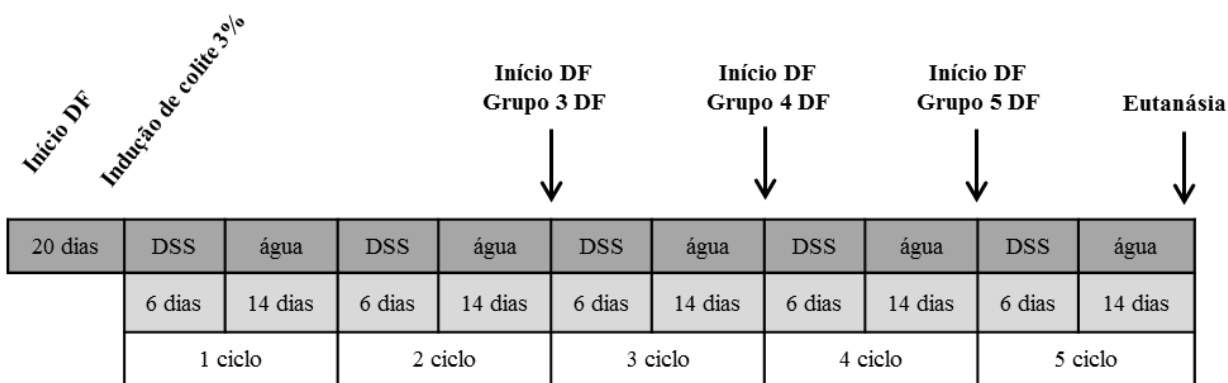 Início DF
Indução de colite 3%
Início DF
Grupo 3 DF
Início DF
Grupo 4 DF
Início DF
Grupo 5 DF
Eutanásia
20 dias DSS água DSS água DSS água DSS água DSS água
6 dias 14 dias 6 dias 14 dias 6 dias 14 dias 6 dias 14 dias 6 dias 14 dias
1 ciclo 2 ciclo 3 ciclo 4 ciclo 5 ciclo